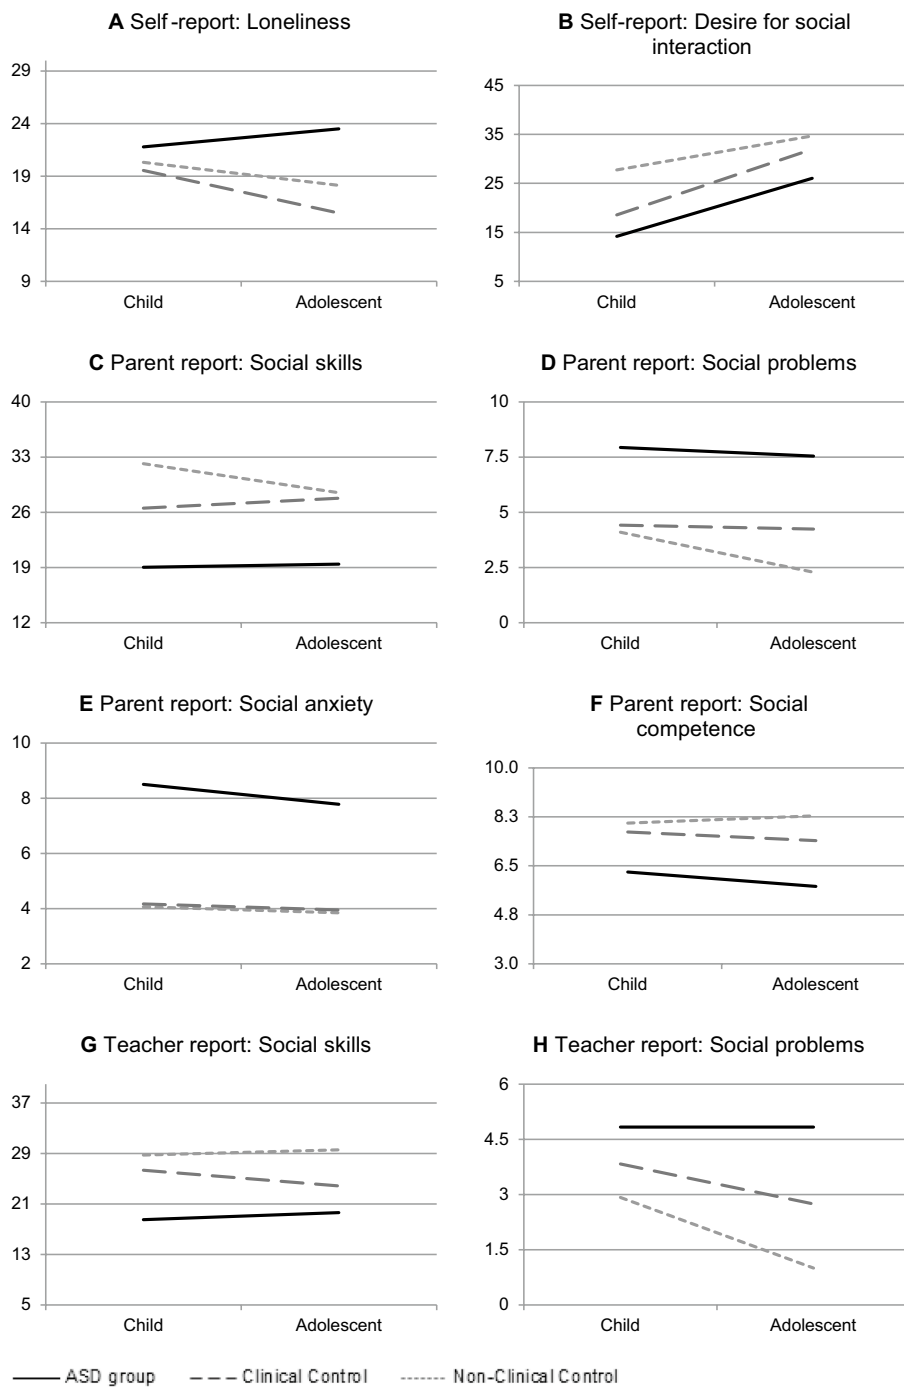 A Self-report: Loneliness
29
24
19
14
9
Child Adolescent
B Self-report: Desire for social
interaction
45
35
25
15
5
Child Adolescent
C Parent report: Social skills
40
33
26
19
12
Child Adolescent
D Parent report: Social problems
10
7.5
5
2.5
0
Child Adolescent
E Parent report: Social anxiety
10
8
6
4
2
Child Adolescent
F Parent report: Social
competence
10.0
8.3
6.5
4.8
3.0
Child Adolescent
G Teacher report: Social skills
37
29
21
13
5
Child Adolescent
H Teacher report: Social problems
6
4.5
3
1.5
0
Child Adolescent
ASD group Clinical Control Non-Clinical Control